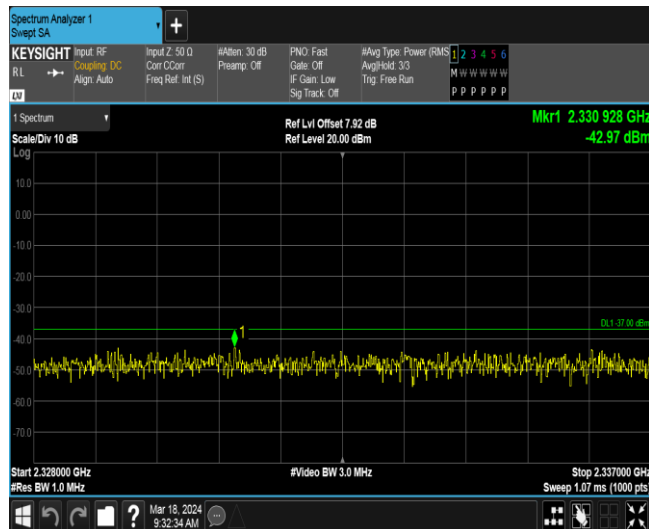 Spectrum Analyzer 1
Swept SA
+
KEYSIGHT
RL
LXI
Input: RF
Coupling: DC
Align: Auto
Input Z: 50 Ω
Corr CCorr
Freq Ref: Int (S)
#Atten: 30 dB
Preamp: Off
PNO: Fast
Gate: Off
IF Gain: Low
Sig Track: Off
#Avg Type: Power (RMS
Avg|Hold: 3/3
Trig: Free Run
1 2 3 4 5 6
M W W W W W
P P P P P P
1 Spectrum
Scale/Div 10 dB
Log
Ref Lvl Offset 7.92 dB
Ref Level 20.00 dBm
Mkr1 2.330 928 GHz
-42.97 dBm
10.0
0.00
-10.0
-20.0
-30.0
DL1 -37.00 dBm
1
-40.0
-50.0
-60.0
-70.0
Start 2.328000 GHz
#Res BW 1.0 MHz
#Video BW 3.0 MHz
Stop 2.337000 GHz
Sweep 1.07 ms (1000 pts)
?
Mar 18, 2024
9:32:34 AM